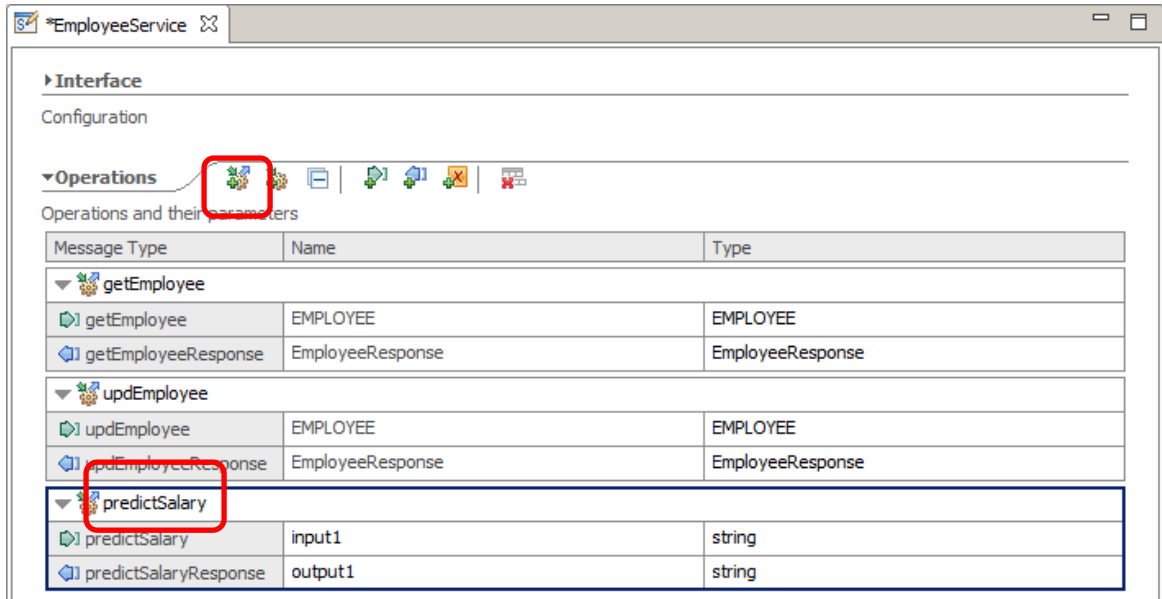 *EmployeeService
Interface
Configuration
Operations
Operations and their parameters
Message Type Name Type
getEmployee
getEmployee EMPLOYEE EMPLOYEE
getEmployeeResponse EmployeeResponse EmployeeResponse
updEmployee
updEmployee EMPLOYEE EMPLOYEE
updEmployeeResponse EmployeeResponse EmployeeResponse
predictSalary
predictSalary input1 string
predictSalaryResponse output1 string